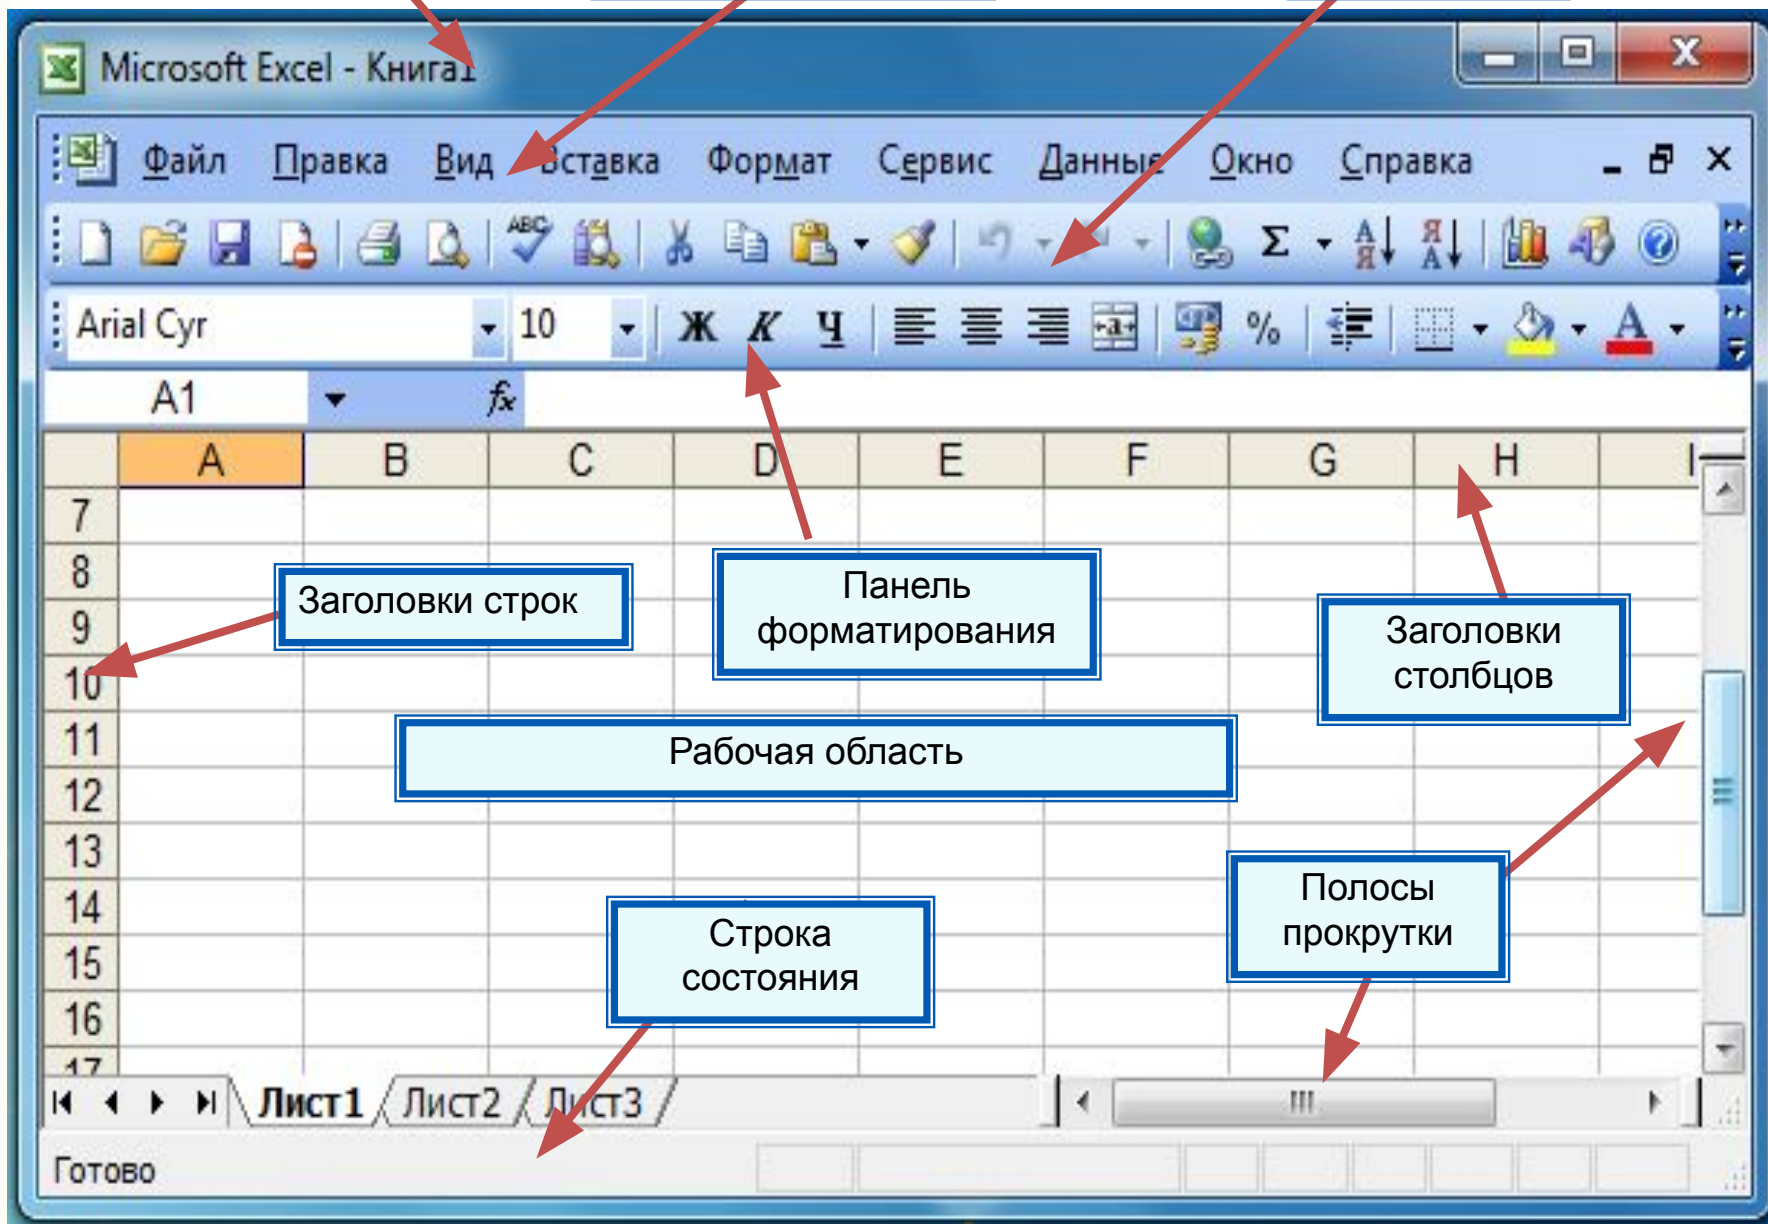 Microsoft Excel - Книга1
Файл Правка Вид Вставка Формат Сервис Данные Окно Справка
ABC Σ А Я Я А
Arial Cyr 10 Ж К Ч a % A
A1 fx
A B C D E F G H I
7
8
Заголовки строк
Панель
форматирования
9
Заголовки
столбцов
10
11
Рабочая область
12
13
14
Полосы
прокрутки
Строка
состояния
15
16
17
Лист1 Лист2 Лист3
Готово